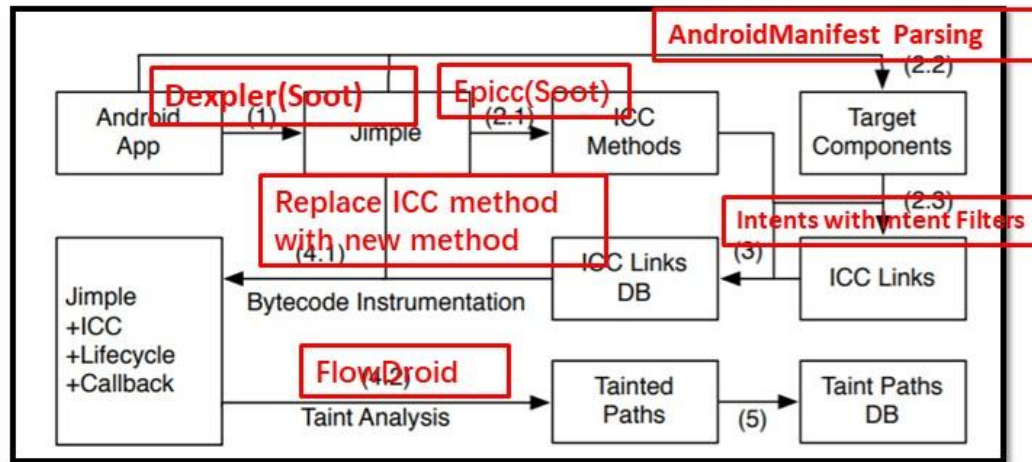 AndroidManifest Parsing
(2.2)
Dexpler(Soot)
Epicc(Soot)
Android
App
(1)
Jimple
(2.1)
ICC
Methods
Target
Components
Replace ICC method
with new method
(2.3)
Intents with Intent Filters
(4.1)
Bytecode Instrumentation
ICC Links
DB
(3)
ICC Links
Jimple
+ICC
+Lifecycle
+Callback
FlowDroid
(4.2)
Taint Analysis
Tainted
Paths
(5)
Taint Paths
DB